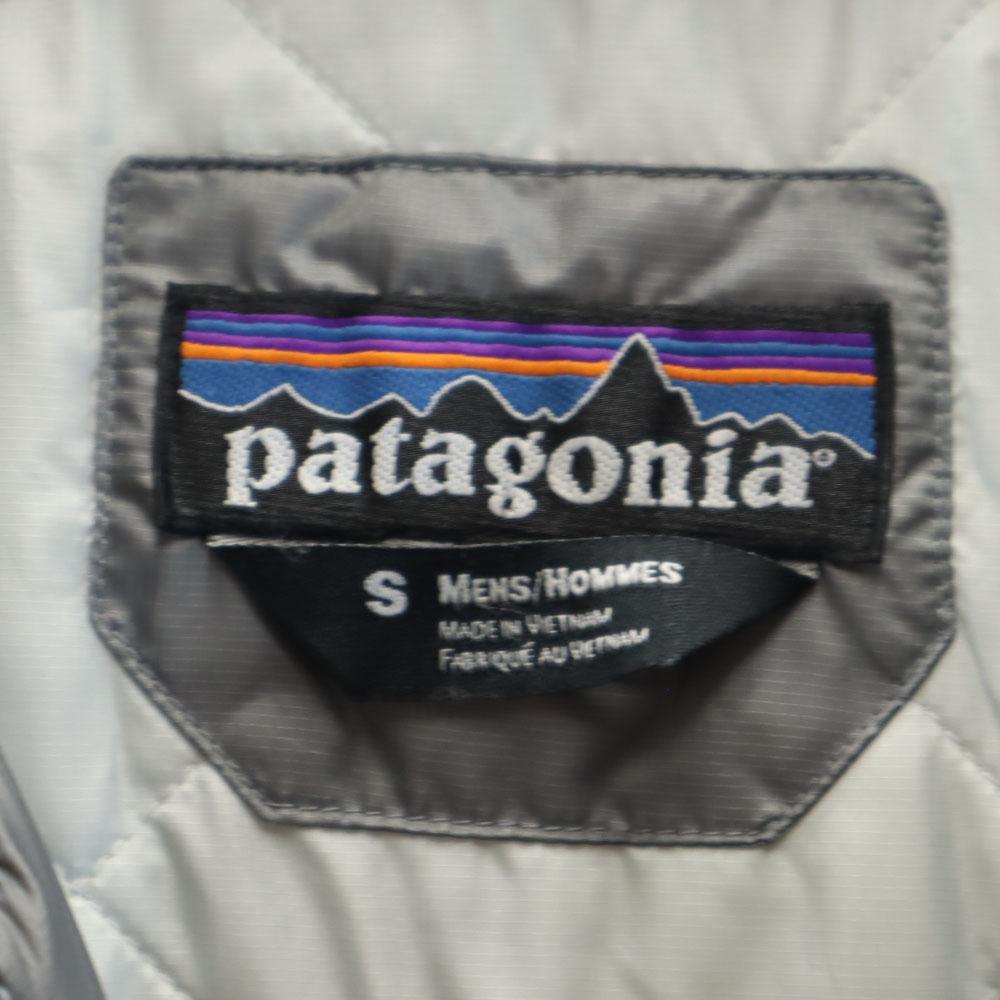 patagonia®
S MENS/HOMMES
MADE IN VIETNAM
FABRIQUÉ AU VIETNAM